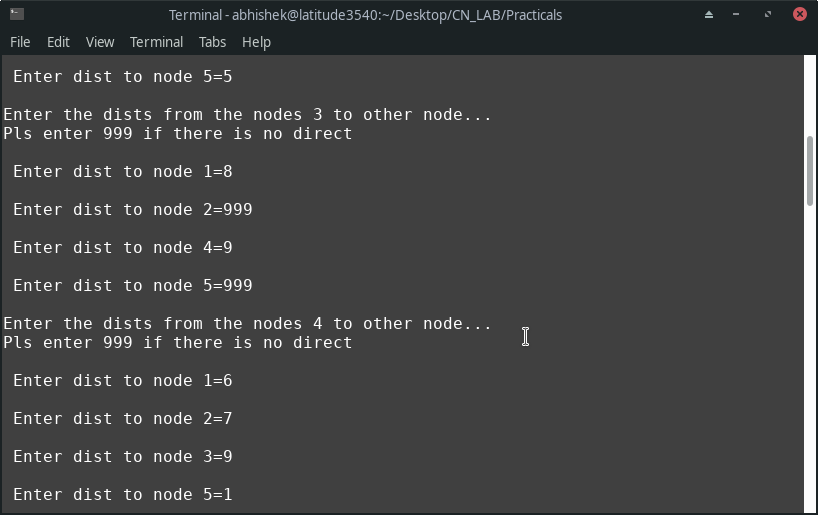 Terminal - abhishek@latitude3540:~/Desktop/CN_LAB/Practicals
File Edit View Terminal Tabs Help
Enter dist to node 5=5
Enter the dists from the nodes 3 to other node...
Pls enter 999 if there is no direct
Enter dist to node 1=8
Enter dist to node 2=999
Enter dist to node 4=9
Enter dist to node 5=999
Enter the dists from the nodes 4 to other node...
Pls enter 999 if there is no direct
Enter dist to node 1=6
Enter dist to node 2=7
Enter dist to node 3=9
Enter dist to node 5=1